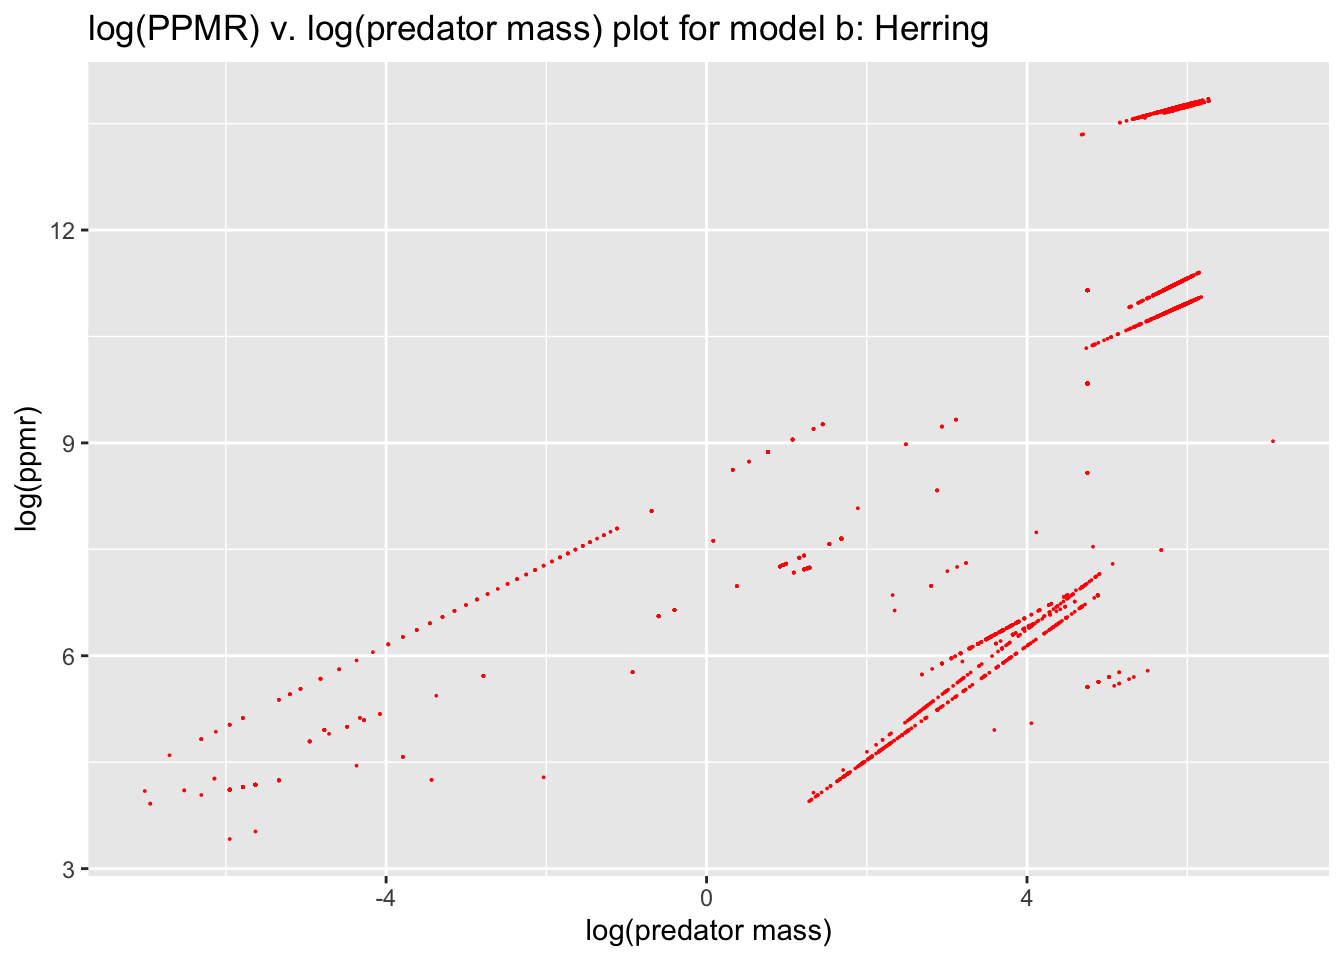 log(PPMR) v. log(predator mass) plot for model b: Herring
12
9
6
3
log(ppmr)
-4
0
4
log(predator mass)